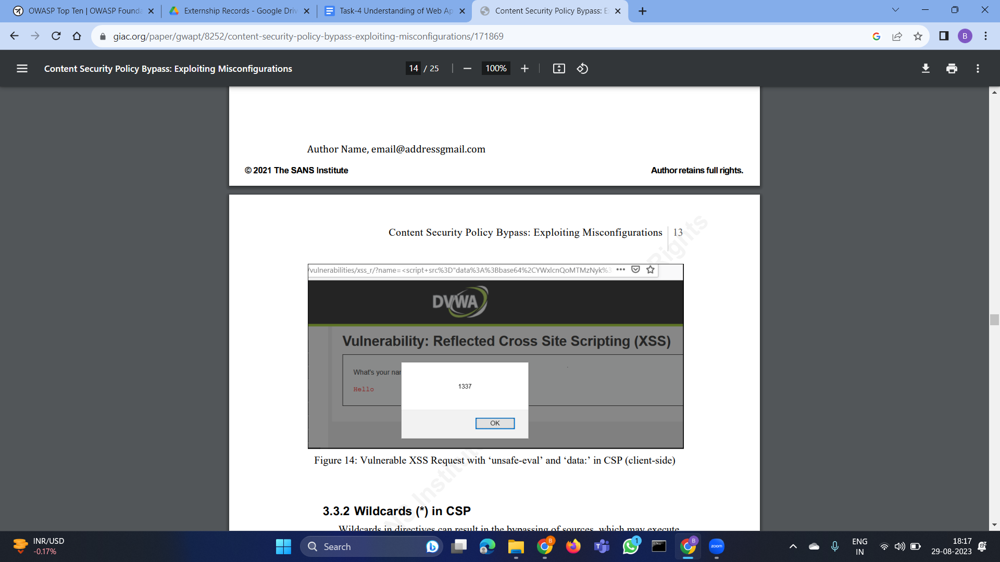 OWASP Top Ten | OWASP Founda
Externship Records - Google Driv
Task-4 Understanding of Web Ap
Content Security Policy Bypass: E
giac.org/paper/gwapt/8252/content-security-policy-bypass-exploiting-misconfigurations/171869
B
Content Security Policy Bypass: Exploiting Misconfigurations
14 / 25
100%
Author Name, email@addressgmail.com
© 2021 The SANS Institute
Author retains full rights.
Content Security Policy Bypass: Exploiting Misconfigurations 13
Rights
/vulnerabilities/xss_r/?name=<script+src%3D"data%3A%3Bbase64%2CYWxlcnQoMTMzNyk%3
DVWA
Vulnerability: Reflected Cross Site Scripting (XSS)
What's your nar
Hello
1337
OK
Figure 14: Vulnerable XSS Request with ‘unsafe-eval’ and ‘data:’ in CSP (client-side)
NS Institut
3.3.2 Wildcards (*) in CSP
Wildcards in directives can result in the bypassing of sources, which may execute
INR/USD
-0.17%
Search
B
T
1
B
zoom
ENG
IN
18:17
29-08-2023